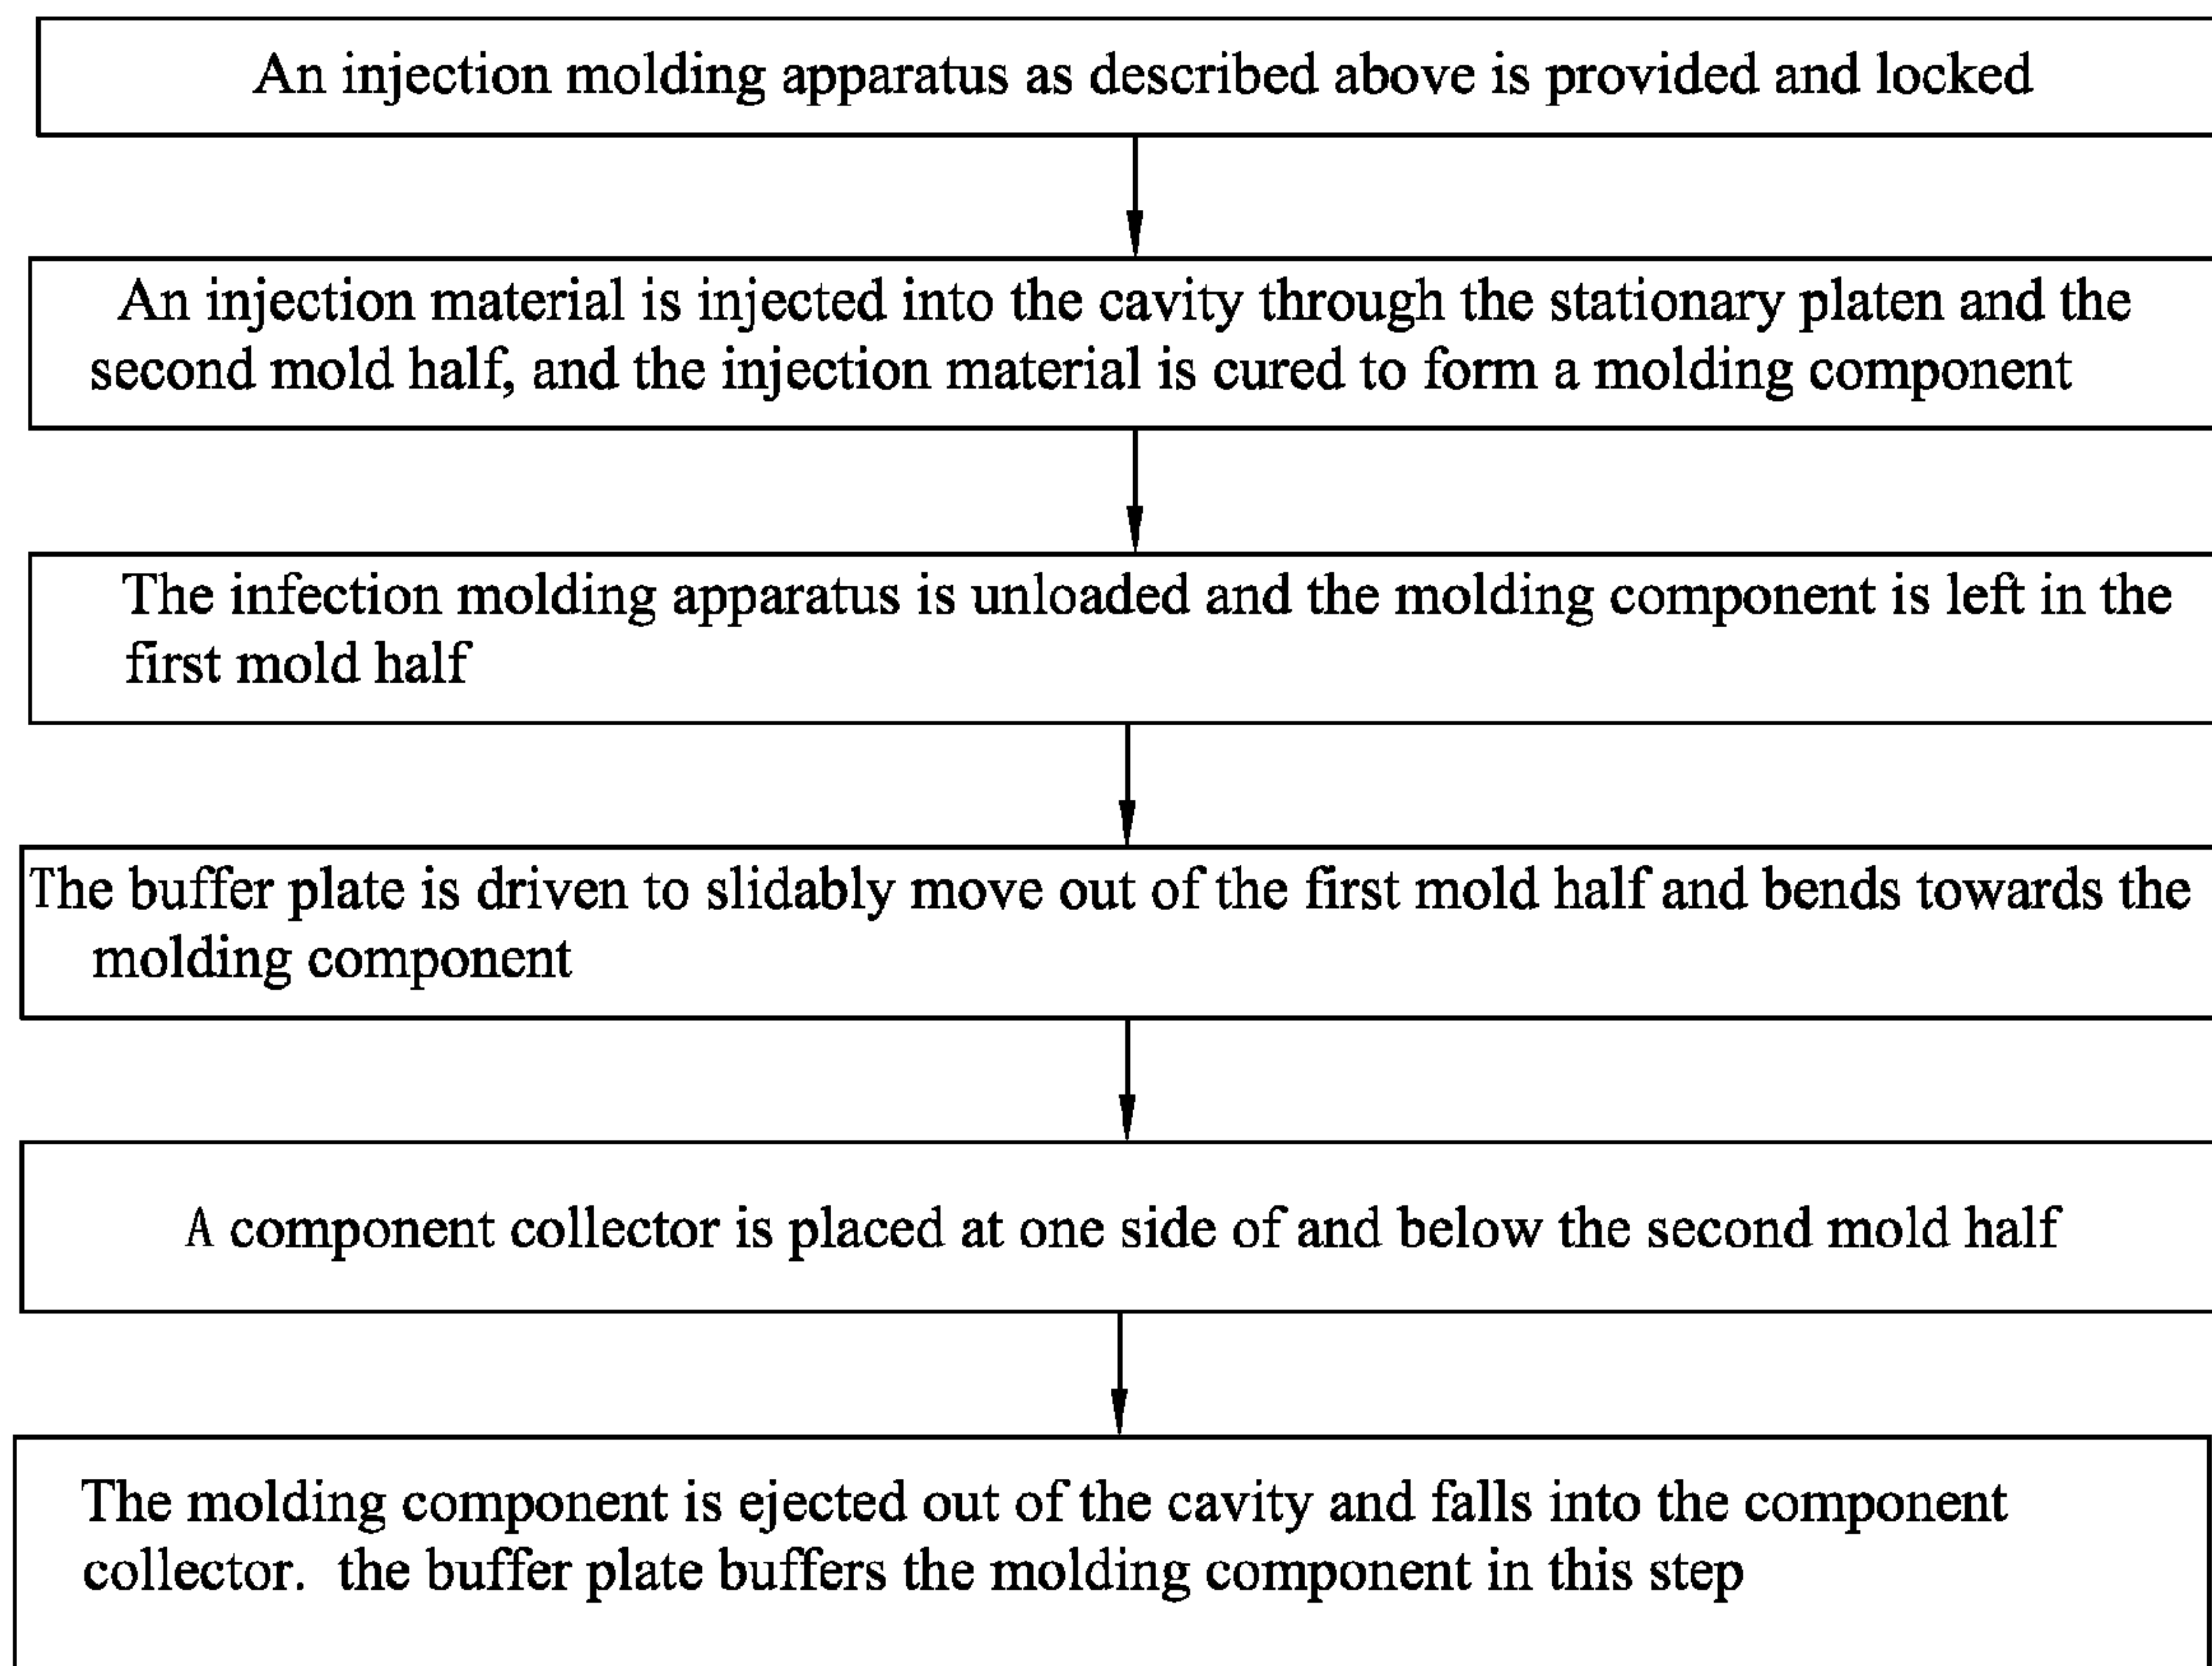 An injection molding apparatus as described above is provided and locked
An injection material is injected into the cavity through the stationary platen and the
second mold half, and the injection material is cured to form a molding component
The infection molding apparatus is unloaded and the molding component is left in the
first mold half
The buffer plate is driven to slidably move out of the first mold half and bends towards the
molding component
A component collector is placed at one side of and below the second mold half
The molding component is ejected out of the cavity and falls into the component
collector. the buffer plate buffers the molding component in this step